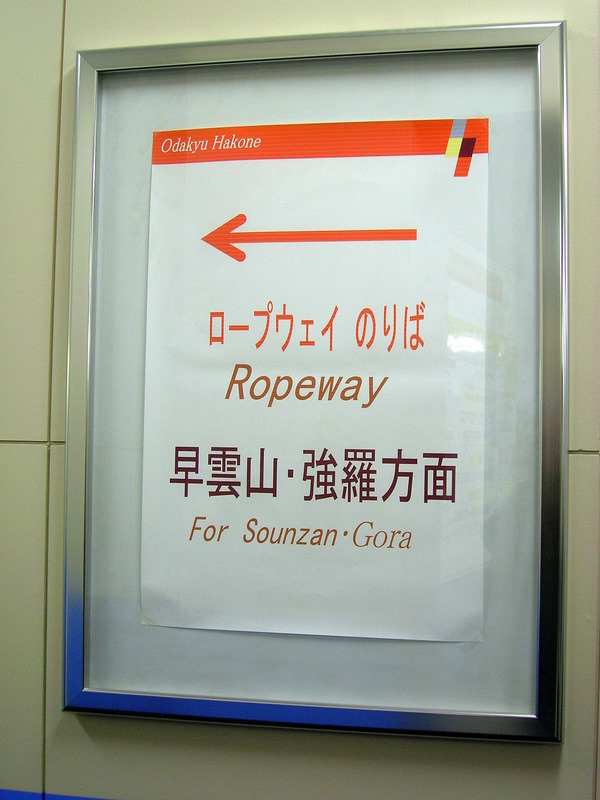 Odakyu Hakone
ロープウェイ のりば
Ropeway
早雲山・強羅方面
For Sounzan・Gora